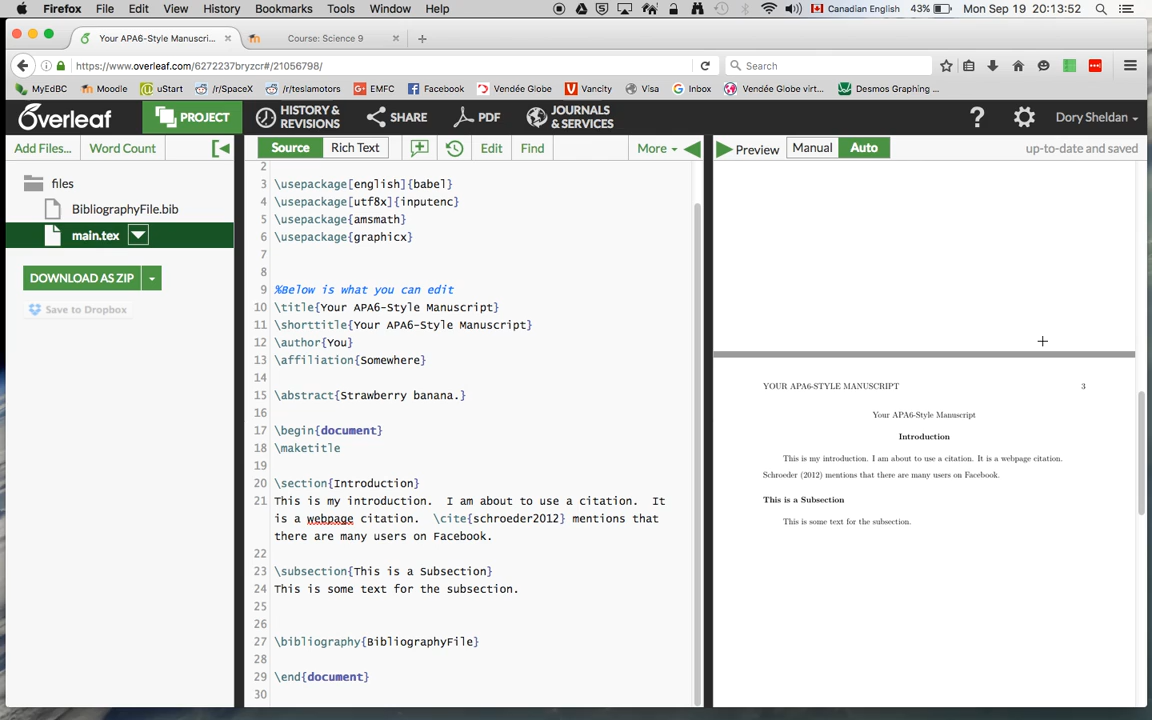 Firefox File Edit View History Bookmarks Tools Window Help Canadian English 43% Mon Sep 19 20:13:52
Your APA6-Style Manuscri... × Course: Science 9 × +
https://www.overleaf.com/6272237bryzcr#/21056798/ Search
MyEdBC Moodle uStart /r/SpaceX /r/teslamotors EMFC Facebook Vendée Globe Vancity Visa Inbox Vendée Globe virt... Desmos Graphing ...
Overleaf PROJECT HISTORY & REVISIONS SHARE PDF JOURNALS & SERVICES ? Dory Sheldan
Add Files... Word Count Source Rich Text Edit Find More Preview Manual Auto up-to-date and saved
files
BibliographyFile.bib
main.tex
DOWNLOAD AS ZIP
Save to Dropbox
2
3 \usepackage[english]{babel}
4 \usepackage[utf8x]{inputenc}
5 \usepackage{amsmath}
6 \usepackage{graphicx}
7
8
9 %Below is what you can edit
10 \title{Your APA6-Style Manuscript}
11 \shorttitle{Your APA6-Style Manuscript}
12 \author{You}
13 \affiliation{Somewhere}
14
15 \abstract{Strawberry banana.}
16
17 \begin{document}
18 \maketitle
19
20 \section{Introduction}
21 This is my introduction. I am about to use a citation. It
is a webpage citation. \cite{schroeder2012} mentions that
there are many users on Facebook.
22
23 \subsection{This is a Subsection}
24 This is some text for the subsection.
25
26
27 \bibliography{BibliographyFile}
28
29 \end{document}
30
YOUR APA6-STYLE MANUSCRIPT 3
Your APA6-Style Manuscript
Introduction
This is my introduction. I am about to use a citation. It is a webpage citation.
Schroeder (2012) mentions that there are many users on Facebook.
This is a Subsection
This is some text for the subsection.